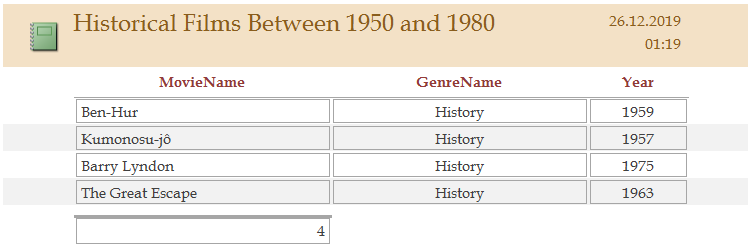 Historical Films Between 1950 and 1980
26.12.2019
01:19
MovieName GenreName Year
Ben-Hur History 1959
Kumonosu-jô History 1957
Barry Lyndon History 1975
The Great Escape History 1963
4